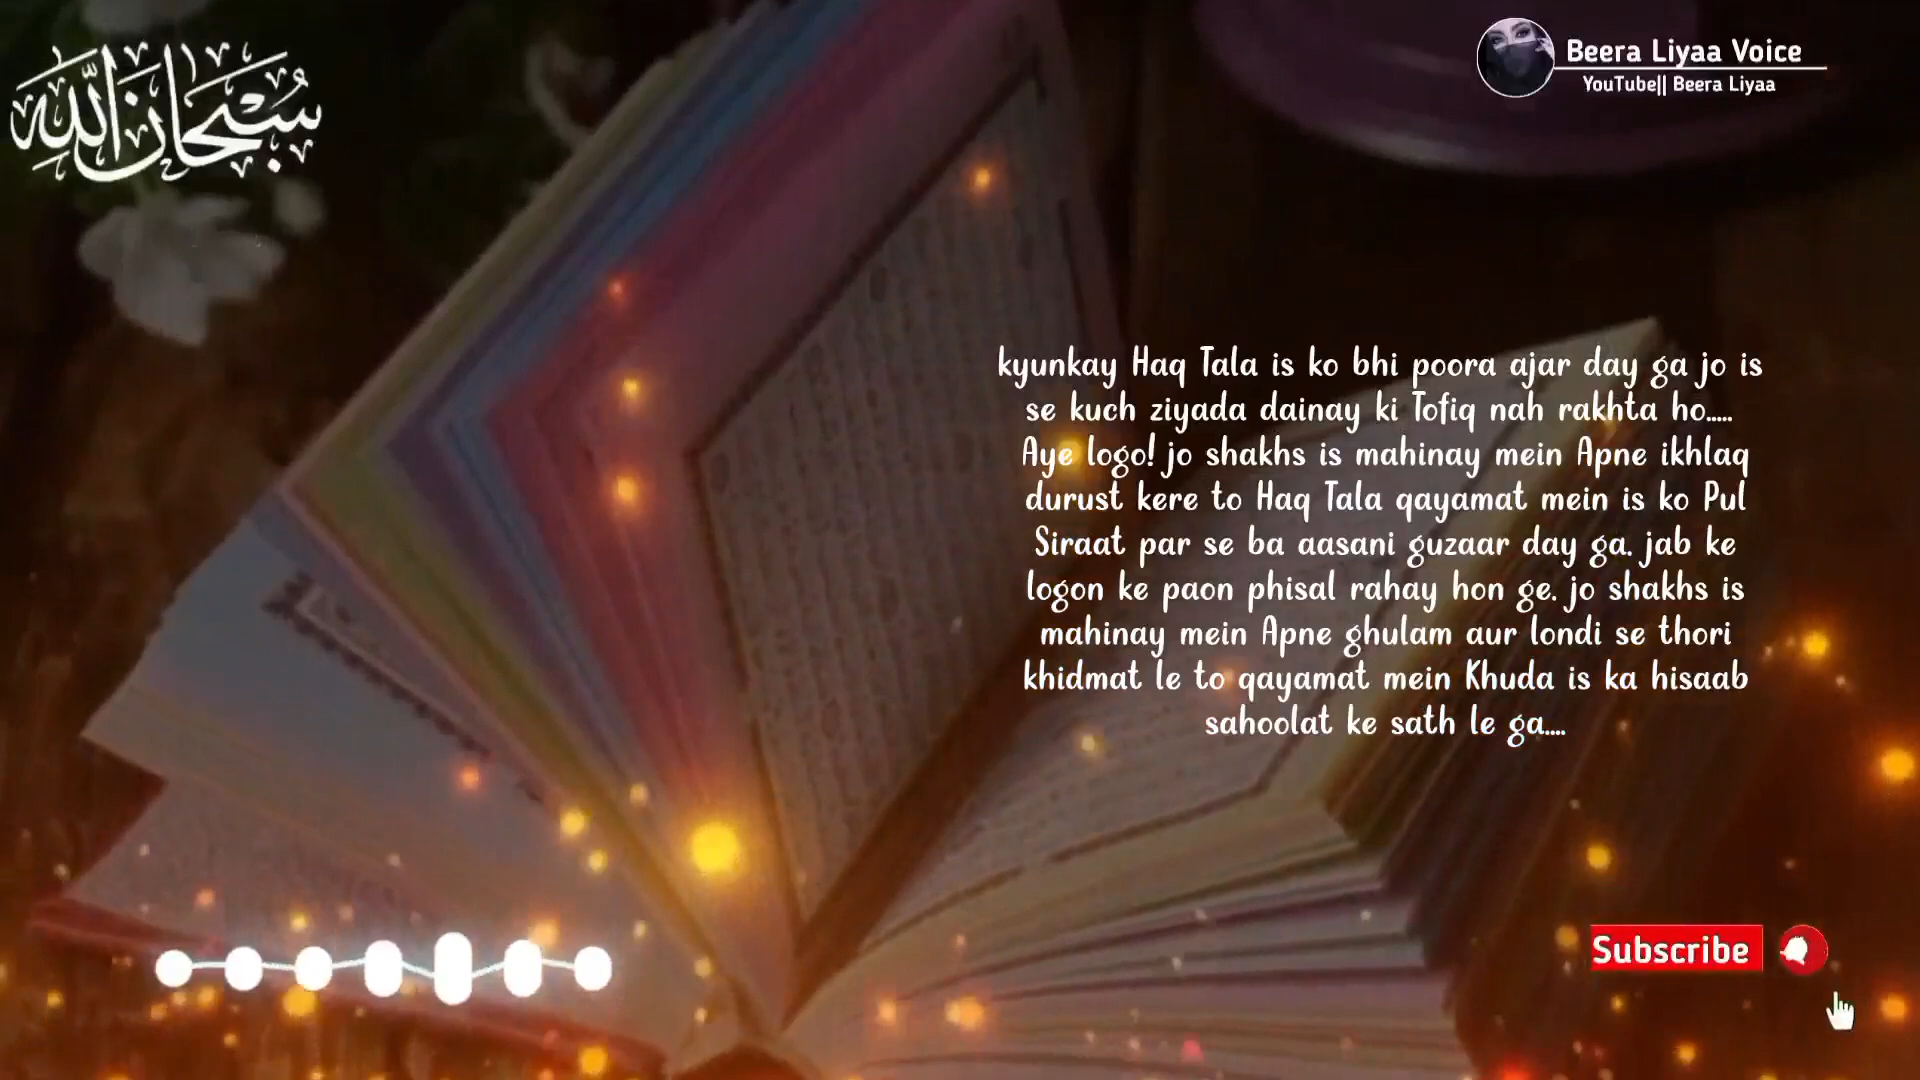 سُبْحَانَ اللّٰه
Beera Liyaa Voice
YouTube|| Beera Liyaa
kyunkay Haq Tala is ko bhi poora ajar day ga jo is
se kuch ziyada dainay ki Tofiq nah rakhta ho.....
Aye logo! jo shakhs is mahinay mein Apne ikhlaq
durust kere to Haq Tala qayamat mein is ko Pul
Siraat par se ba aasani guzaar day ga. jab ke
logon ke paon phisal rahay hon ge. jo shakhs is
mahinay mein Apne ghulam aur londi se thori
khidmat le to qayamat mein Khuda is ka hisaab
sahoolat ke sath le ga....
Subscribe